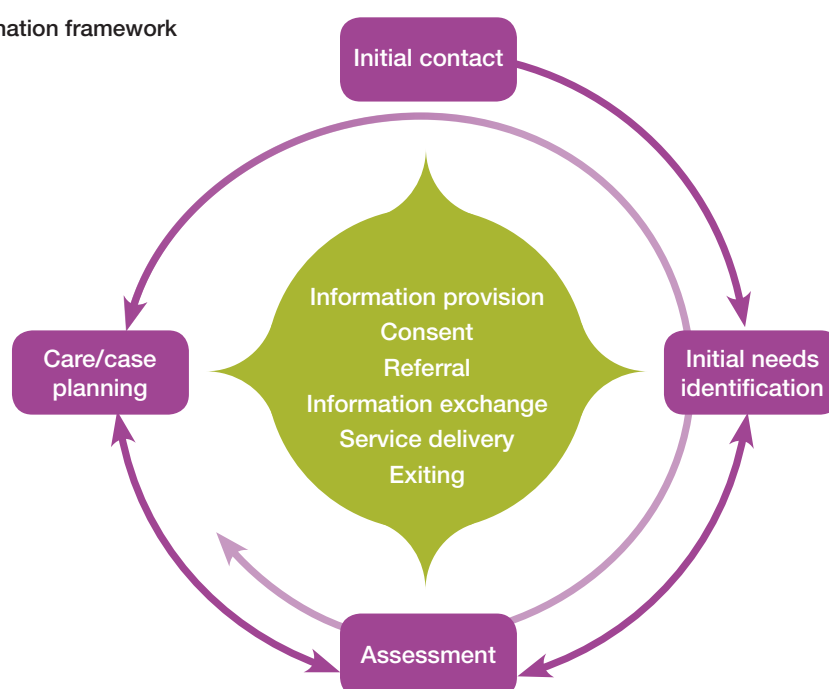 framework
Initial contact
Information provision
Consent
Referral
Information exchange
Service delivery
Exiting
Care/case
planning
Initial needs
identification
Assessment